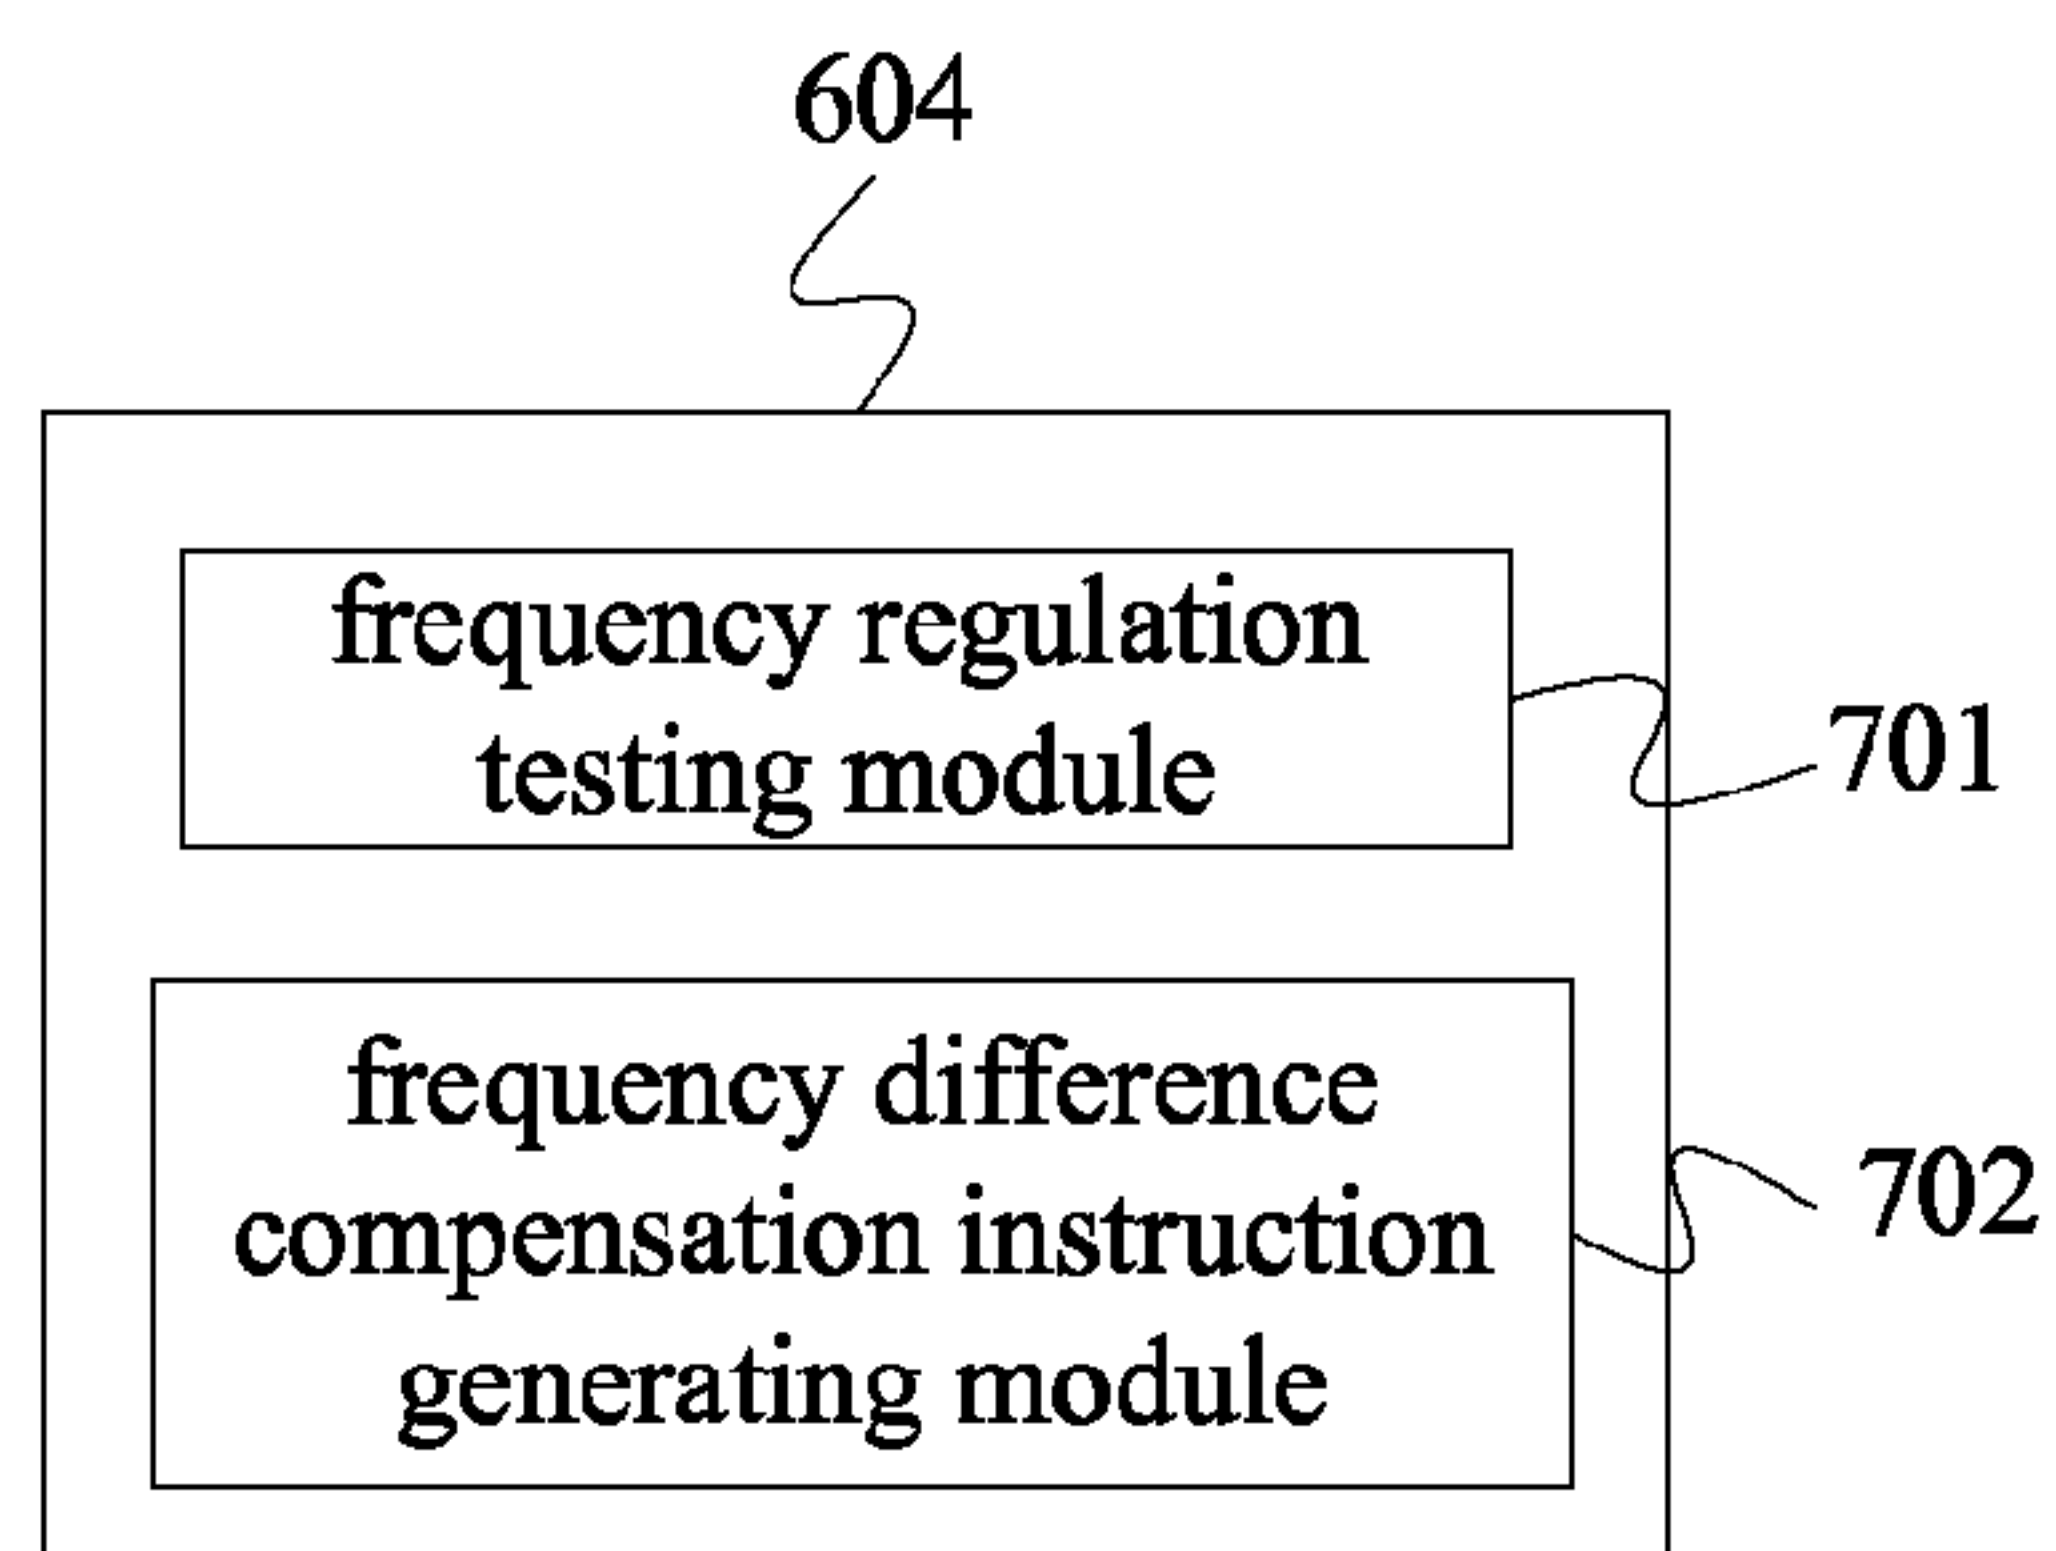 604
frequency regulation
testing module
701
frequency difference
compensation instruction
generating module
702